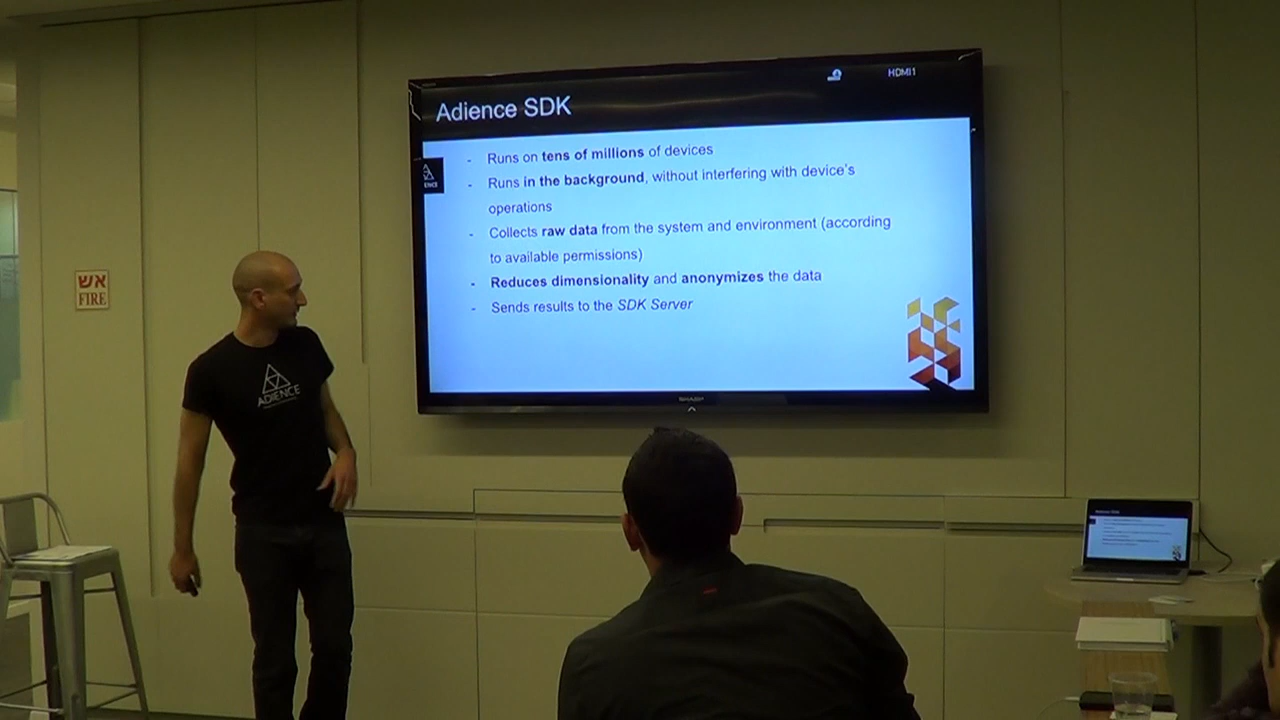 HDMI1
Adience SDK
- Runs on tens of millions of devices
- Runs in the background, without interfering with device's
operations
- Collects raw data from the system and environment (according
to available permissions)
- Reduces dimensionality and anonymizes the data
- Sends results to the SDK Server
SHARP
אש
FIRE
ADIENCE
Adience SDK